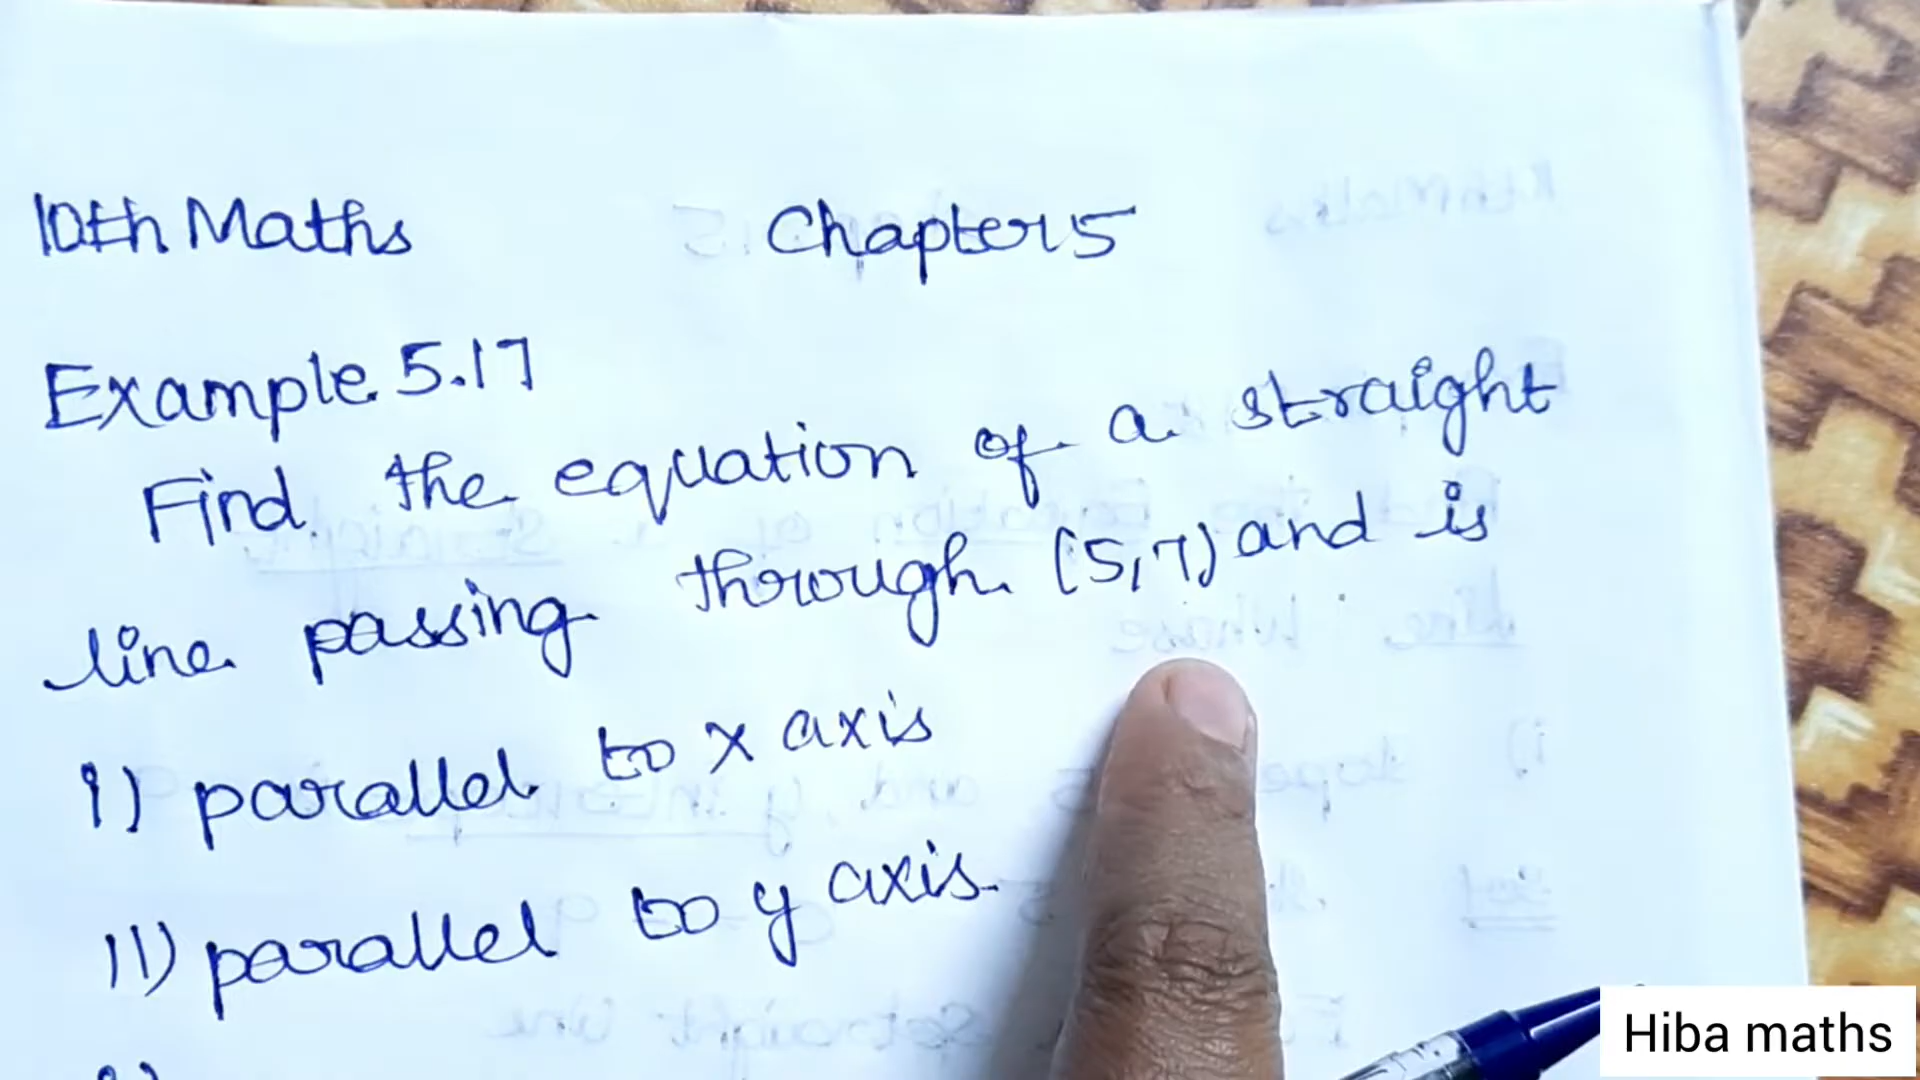 10th Maths Chapter 5
Example 5.17
Find the equation of a straight
line passing through (5,7) and is
i) parallel to x axis
ii) parallel to y axis
Hiba maths